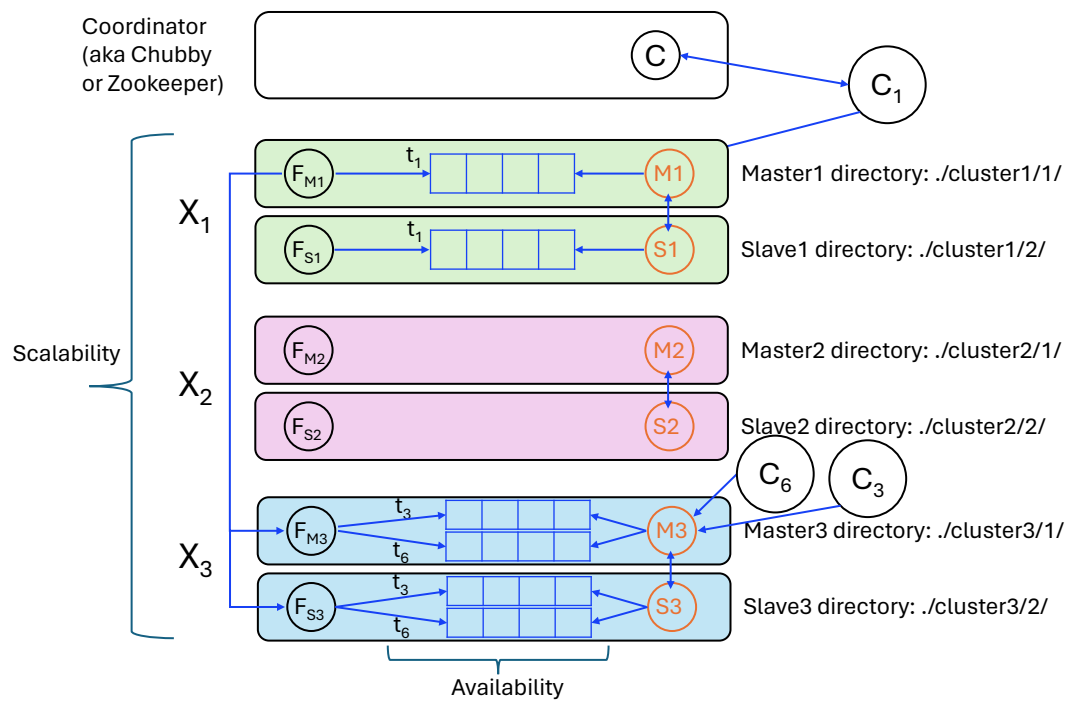 Coordinator
(aka Chubby
or Zookeeper)
C
C1
X1
FM1
t1
M1
Master1 directory: ./cluster1/1/
FS1
t1
S1
Slave1 directory: ./cluster1/2/
Scalability
X2
FM2
M2
Master2 directory: ./cluster2/1/
FS2
S2
Slave2 directory: ./cluster2/2/
C6
C3
X3
FM3
t3
t6
M3
Master3 directory: ./cluster3/1/
FS3
t3
t6
S3
Slave3 directory: ./cluster3/2/
Availability